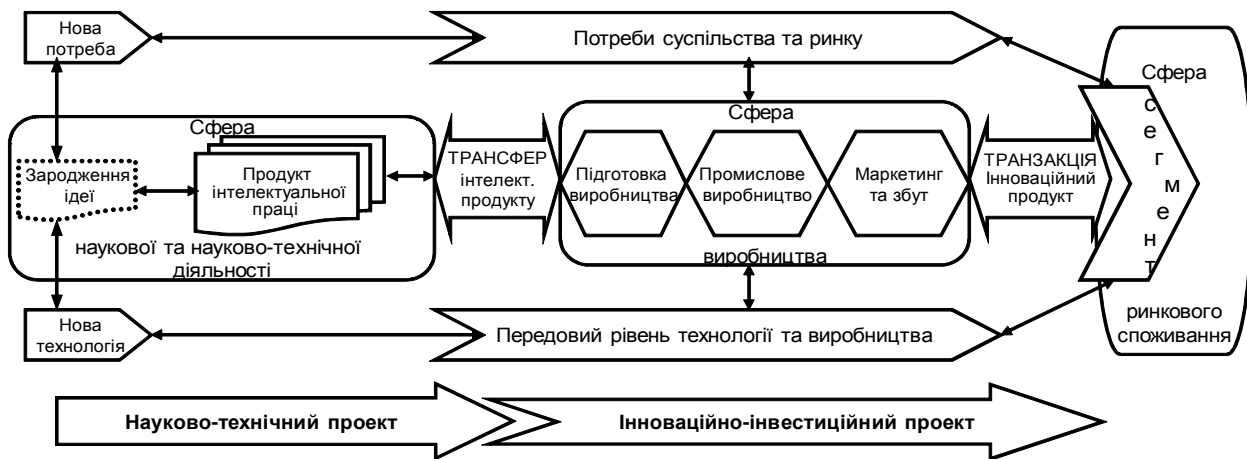 Нова
потреба
Потреби суспільства та ринку
Сфера
Зародження
ідеї
Продукт
інтелектуальної
праці
наукової та науково-технічної
діяльності
ТРАНСФЕР
інтелект.
продукту
Сфера
Підготовка
виробництва
Промислове
виробництво
Маркетинг
та збут
виробництва
ТРАНЗАКЦІЯ
Інноваційний
продукт
Сфера
сегмент
ринкового
споживання
Нова
технологія
Передовий рівень технології та виробництва
Науково-технічний проект
Інноваційно-інвестиційний проект